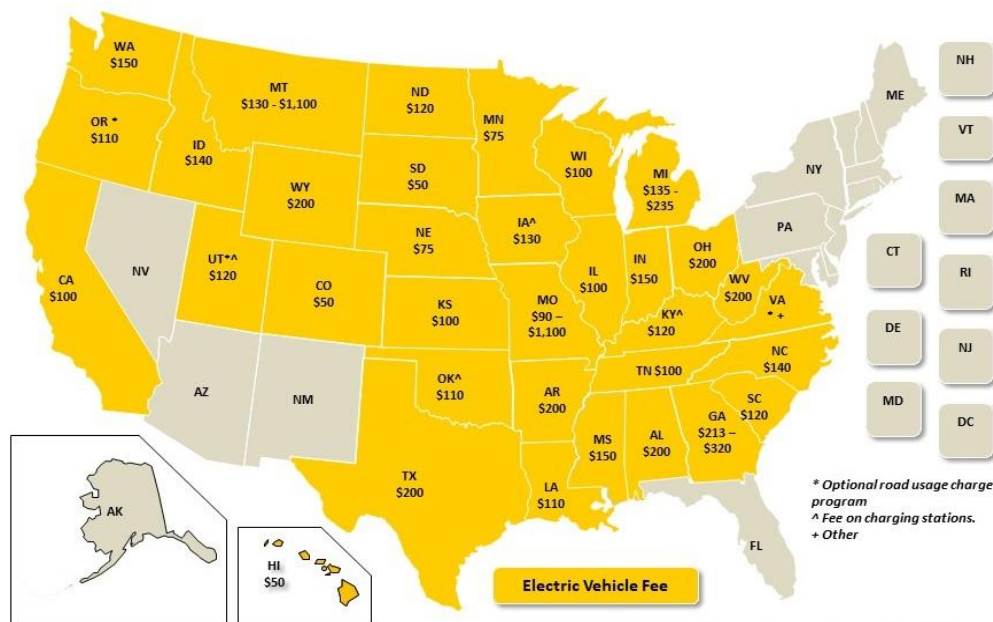 WA
$150
MT
$130 - $1,100
ND
$120
MN
$75
OR *
$110
ID
$140
WY
$200
SD
$50
WI
$100
MI
$135 -
$235
NY
ME
NH
VT
MA
RI
NJ
DC
CT
DE
MD
PA
NV
UT*^
$120
CO
$50
NE
$75
IA^
$130
IL
$100
IN
$150
OH
$200
WV
$200
VA
* +
CA
$100
KS
$100
MO
$90 –
$1,100
KY^
$120
NC
$140
TN $100
AZ
NM
OK^
$110
AR
$200
SC
$120
MS
$150
AL
$200
GA
$213 –
$320
TX
$200
LA
$110
FL
AK
HI
$50
* Optional road usage charge
program
^ Fee on charging stations.
+ Other
Electric Vehicle Fee